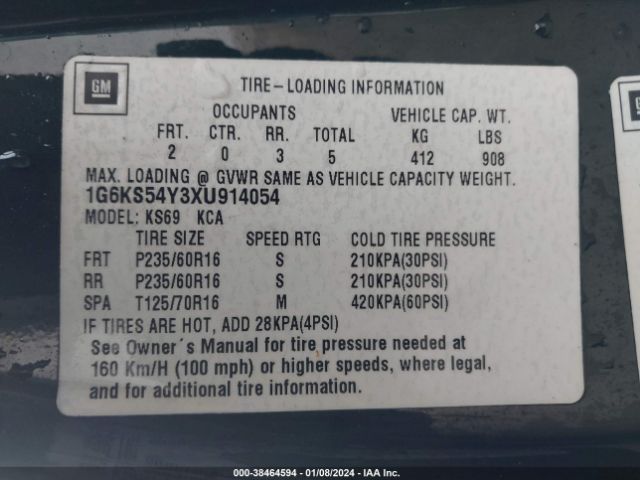 GM
TIRE-LOADING INFORMATION
OCCUPANTS VEHICLE CAP. WT.
FRT. CTR. RR. TOTAL KG LBS
2 0 3 5 412 908
MAX. LOADING @ GVWR SAME AS VEHICLE CAPACITY WEIGHT.
1G6KS54Y3XU914054
MODEL: KS69 KCA
TIRE SIZE SPEED RTG COLD TIRE PRESSURE
FRT P235/60R16 S 210KPA(30PSI)
RR P235/60R16 S 210KPA(30PSI)
SPA T125/70R16 M 420KPA(60PSI)
IF TIRES ARE HOT, ADD 28KPA(4PSI)
See Owner´s Manual for tire pressure needed at
160 Km/H (100 mph) or higher speeds, where legal,
and for additional tire information.
GM
000-38464594 - 01/08/2024 - IAA Inc.